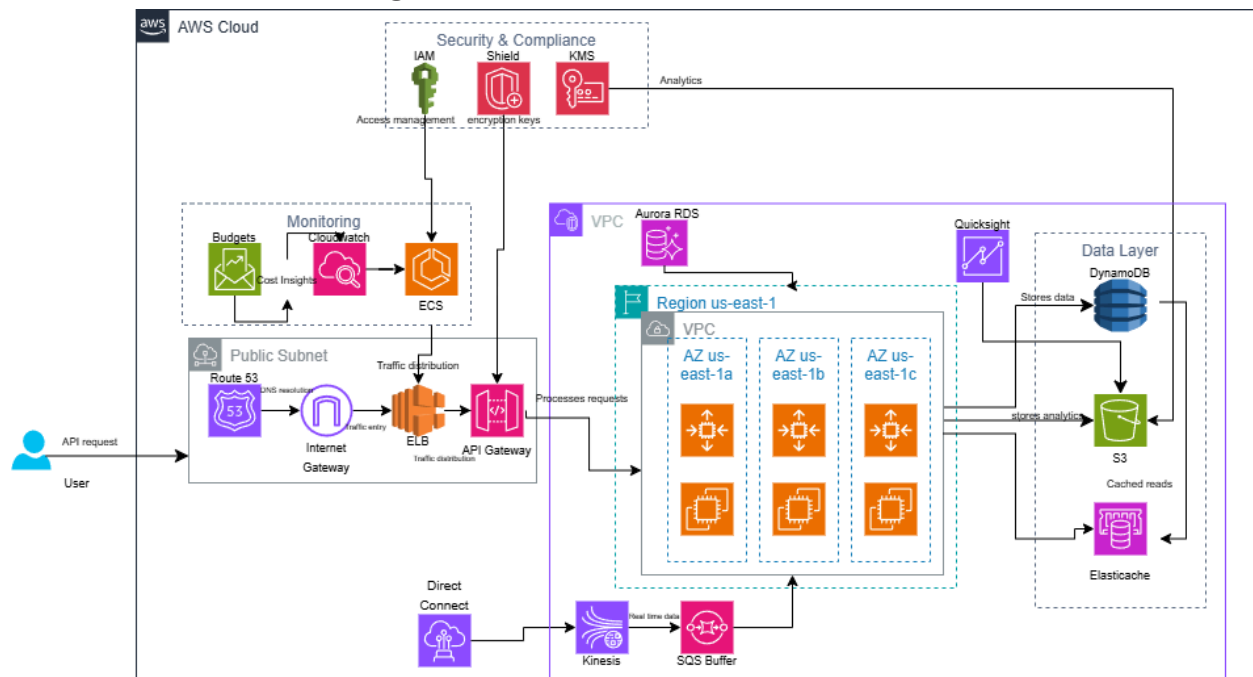 aws
AWS Cloud
Security & Compliance
IAM
Shield
KMS
Analytics
Access management
encryption keys
Monitoring
Budgets
Cloudwatch
Cost Insights
ECS
VPC
Aurora RDS
Quicksight
Data Layer
DynamoDB
Stores data
Region us-east-1
VPC
AZ us-
east-1a
AZ us-
east-1b
AZ us-
east-1c
Public Subnet
Route 53
53
DNS resolution
Internet
Gateway
Traffic entry
Traffic distribution
ELB
Traffic distribution
API Gateway
Processes requests
stores analytics
S3
Cached reads
Elasticache
API request
User
Direct
Connect
Kinesis
Real time data
SQS Buffer